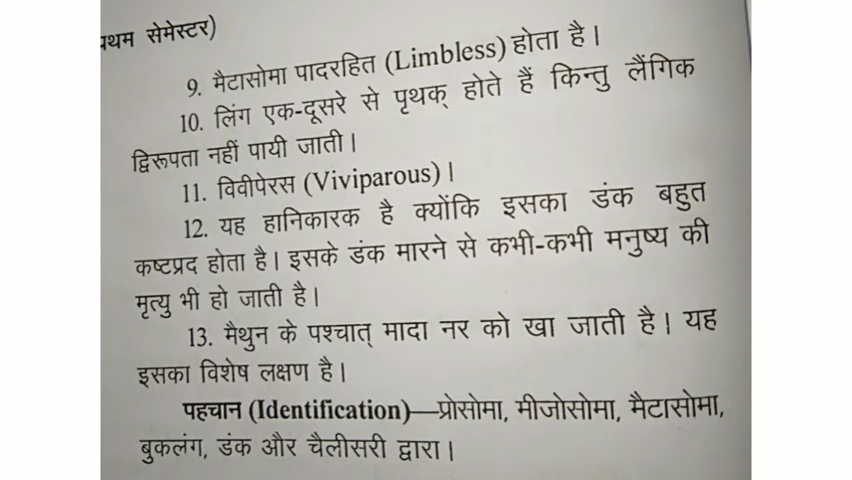 प्रथम सेमेस्टर)
9. मैटासोमा पादरहित (Limbless) होता है।
10. लिंग एक-दूसरे से पृथक् होते हैं किन्तु लैंगिक
द्विरूपता नहीं पायी जाती।
11. विवीपेरस (Viviparous)।
12. यह हानिकारक है क्योंकि इसका डंक बहुत
कष्टप्रद होता है। इसके डंक मारने से कभी-कभी मनुष्य की
मृत्यु भी हो जाती है।
13. मैथुन के पश्चात् मादा नर को खा जाती है। यह
इसका विशेष लक्षण है।
पहचान (Identification)—प्रोसोमा, मीजोसोमा, मैटासोमा,
बुकलंग, डंक और चैलीसरी द्वारा।